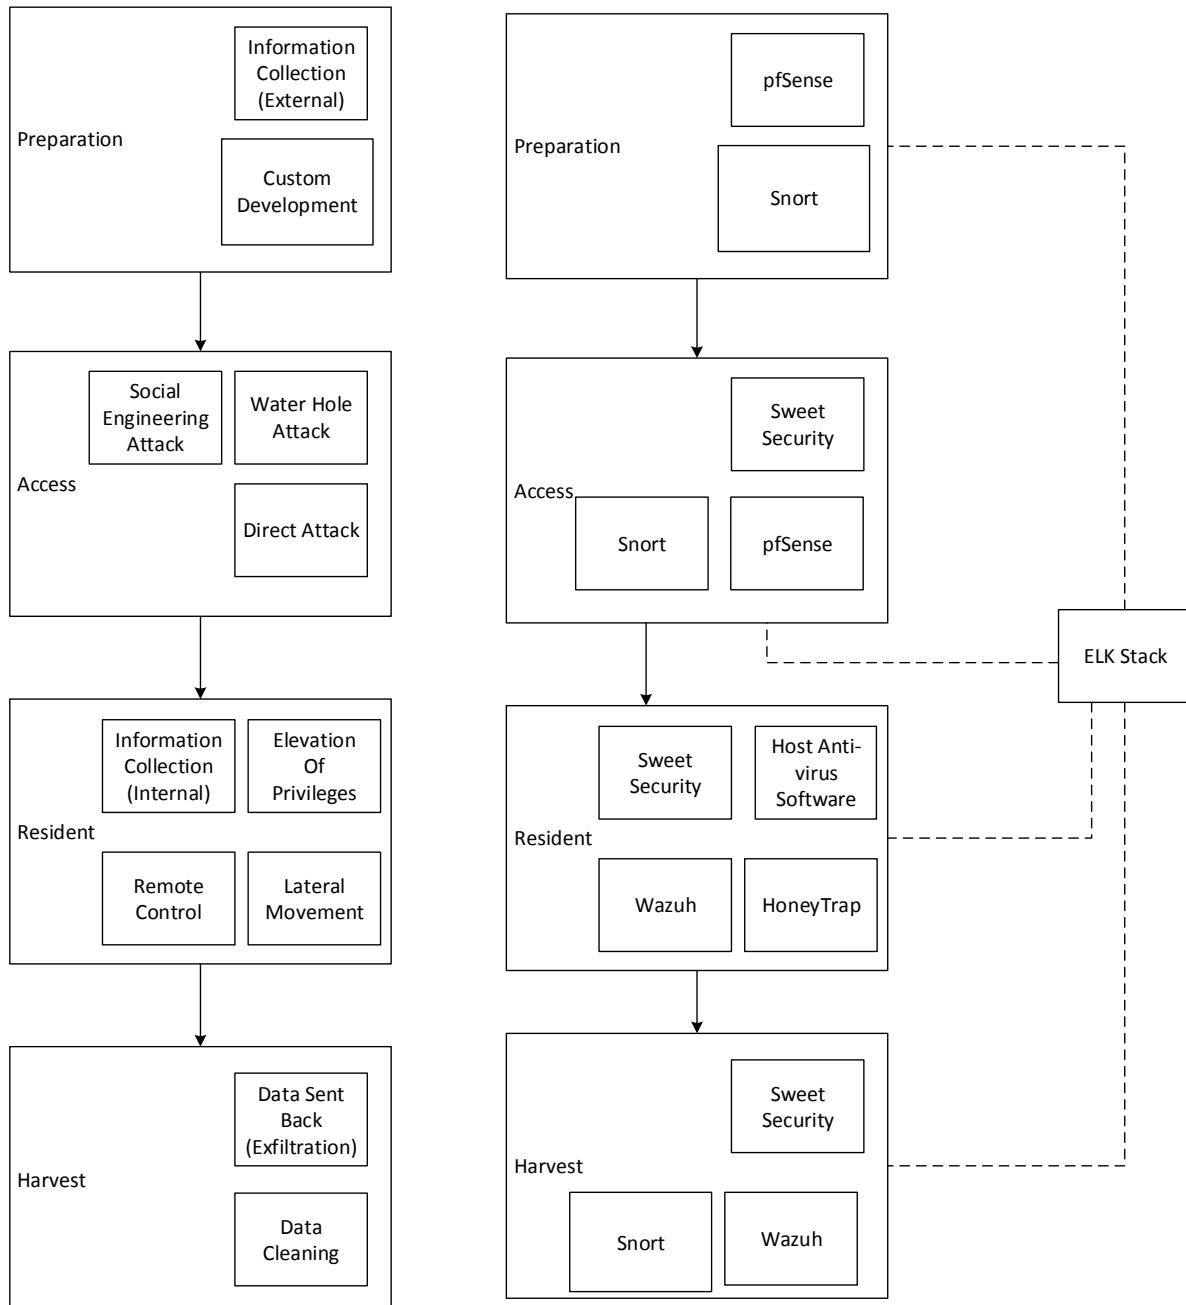 Preparation
Information
Collection
(External)
Custom
Development
Access
Social
Engineering
Attack
Water Hole
Attack
Direct Attack
Resident
Information
Collection
(Internal)
Elevation
Of
Privileges
Remote
Control
Lateral
Movement
Harvest
Data Sent
Back
(Exfiltration)
Data
Cleaning
Preparation
pfSense
Snort
Access
Sweet
Security
Snort
pfSense
Resident
Sweet
Security
Host Anti-
virus
Software
Wazuh
HoneyTrap
Harvest
Sweet
Security
Snort
Wazuh
ELK Stack